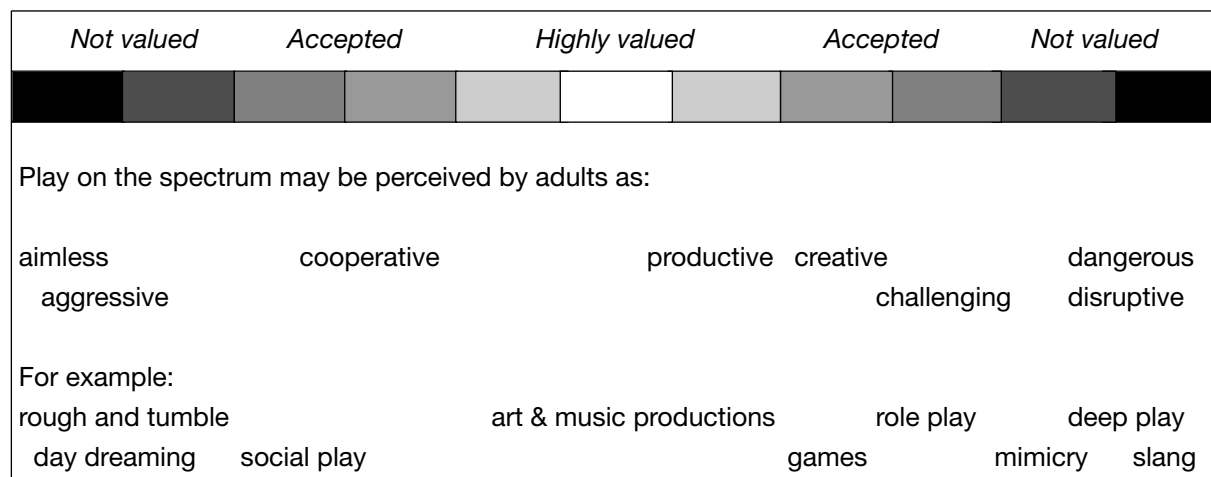 Not valued Accepted Highly valued Accepted Not valued
Play on the spectrum may be perceived by adults as:
aimless cooperative productive creative dangerous
aggressive challenging disruptive
For example:
rough and tumble art & music productions role play deep play
day dreaming social play games mimicry slang